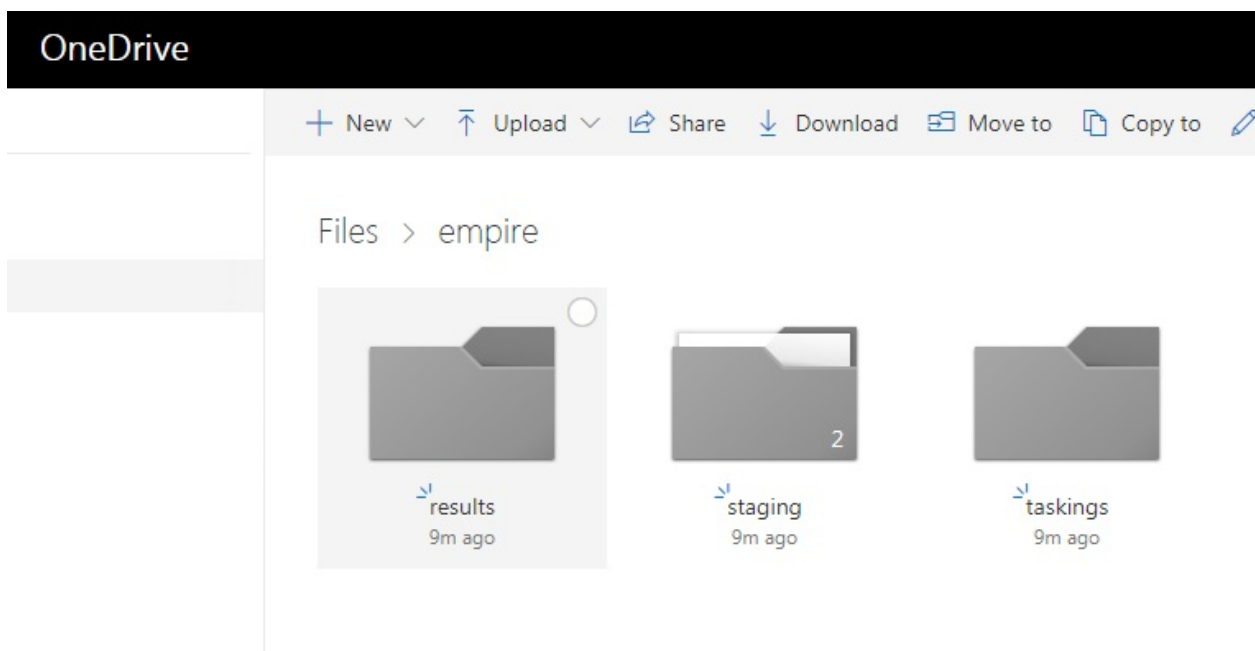 OneDrive
New Upload Share Download Move to Copy to
Files > empire
2
results staging taskings
9m ago 9m ago 9m ago